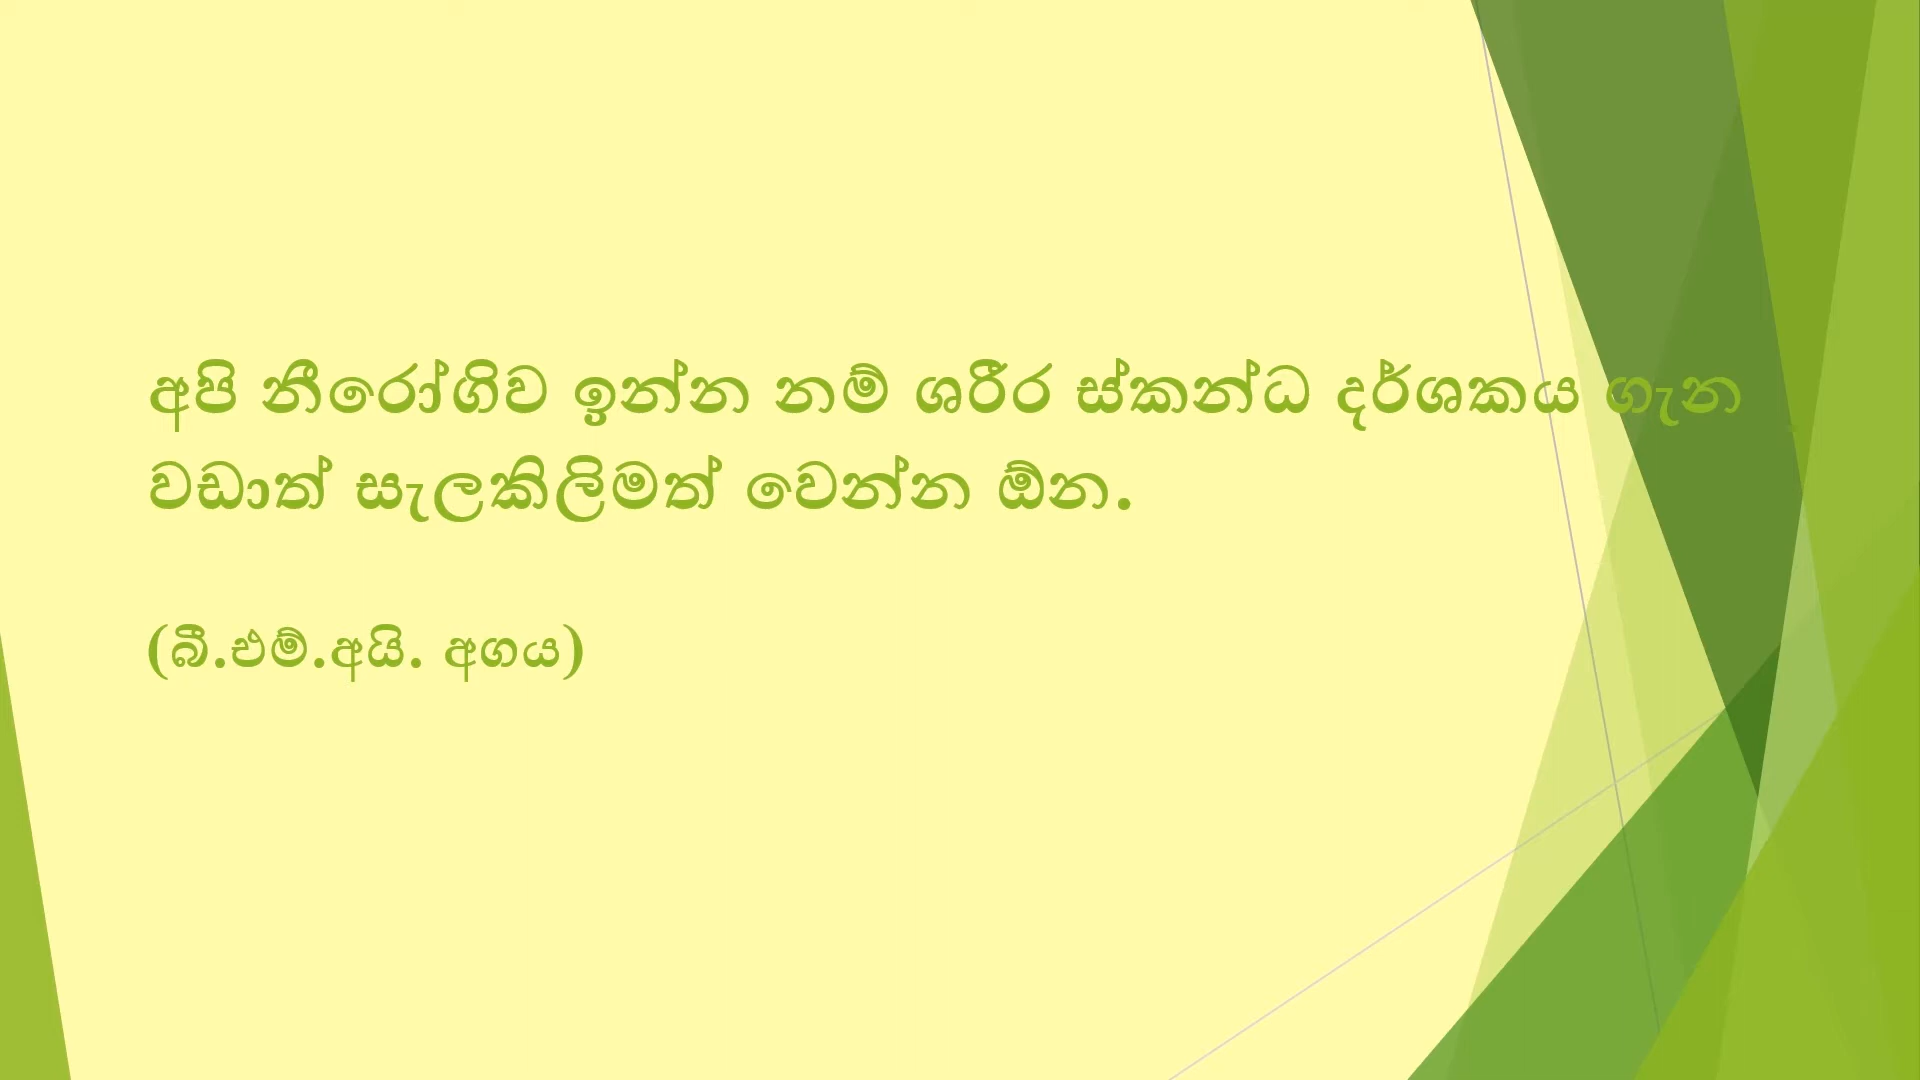 අපි නීරෝගිව ඉන්න නම් ශරීර ස්කන්ධ දර්ශකය ගැන
වඩාත් සැලකිලිමත් වෙන්න ඕන.
(බී.එම්.අයි. අගය)